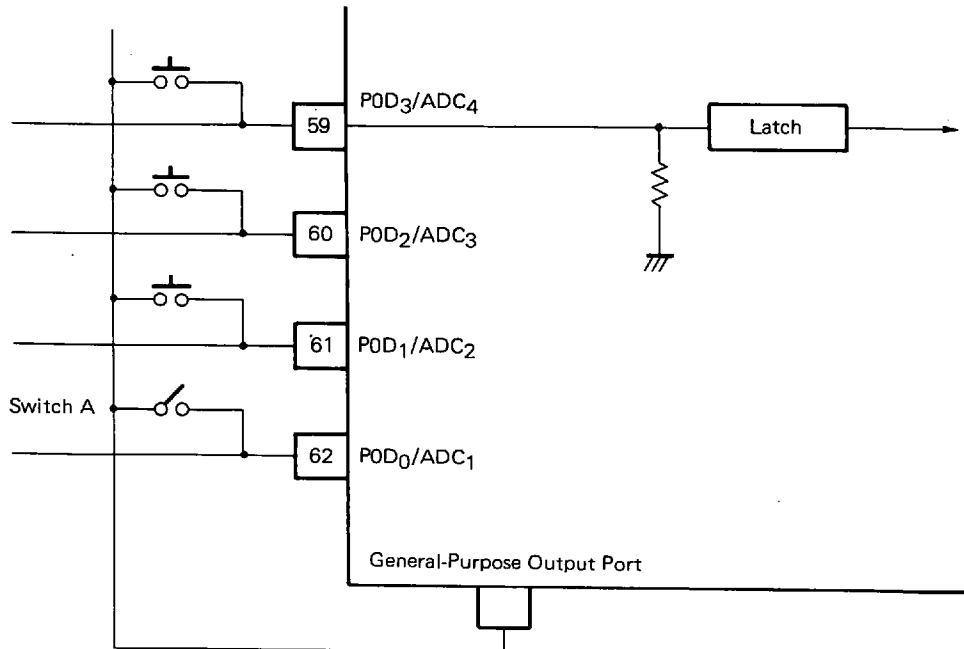 P0D3/ADC4
59
Latch
60
P0D2/ADC3
61
P0D1/ADC2
Switch A
62
P0D0/ADC1
General-Purpose Output Port